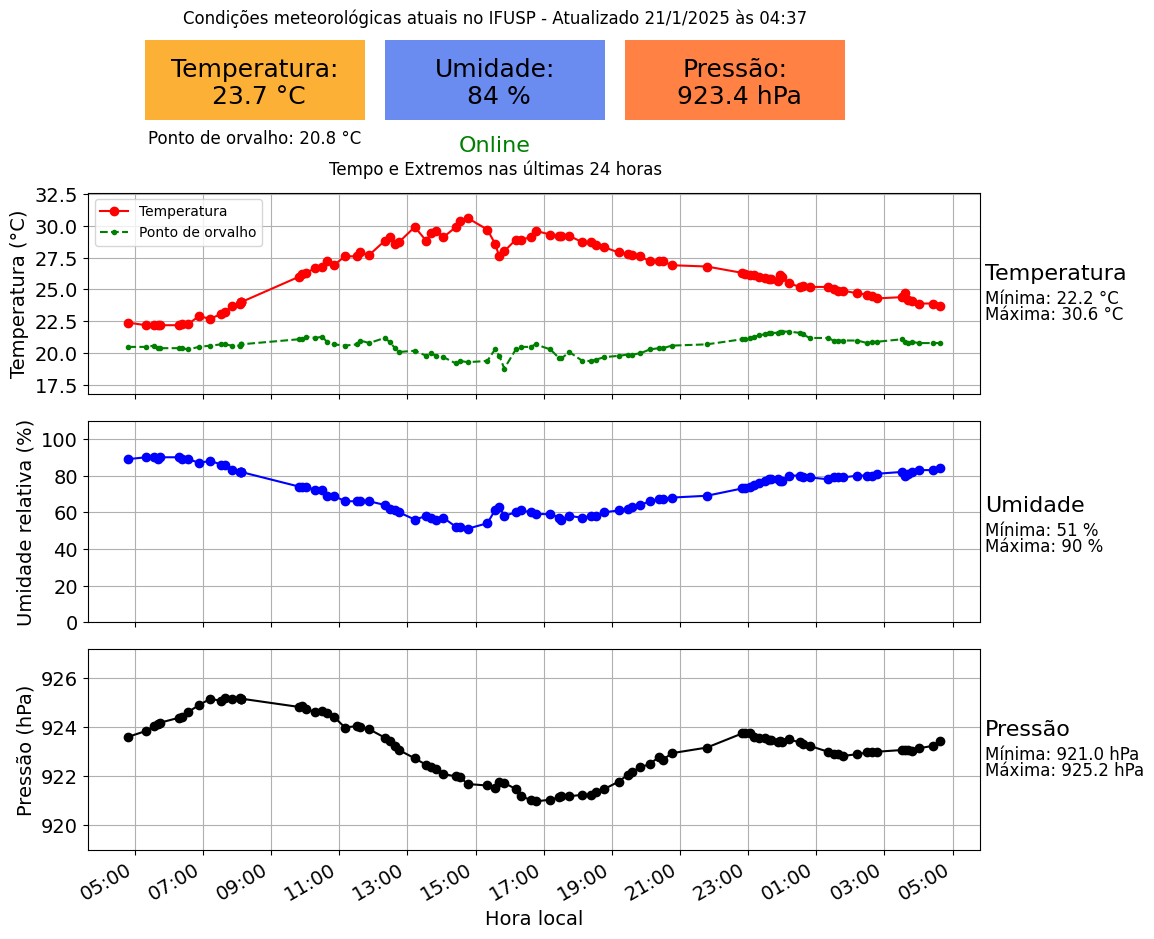 Condições meteorológicas atuais no IFUSP - Atualizado 21/1/2025 às 04:37
Temperatura:
23.7 °C
Umidade:
84 %
Pressão:
923.4 hPa
Ponto de orvalho: 20.8 °C
Online
Tempo e Extremos nas últimas 24 horas
Temperatura (°C)
32.5
30.0
27.5
25.0
22.5
20.0
17.5
Temperatura
Ponto de orvalho
Temperatura
Mínima: 22.2 °C
Máxima: 30.6 °C
Umidade relativa (%)
100
80
60
40
20
0
Umidade
Mínima: 51 %
Máxima: 90 %
Pressão (hPa)
926
924
922
920
Pressão
Mínima: 921.0 hPa
Máxima: 925.2 hPa
05:00 07:00 09:00 11:00 13:00 15:00 17:00 19:00 21:00 23:00 01:00 03:00 05:00
Hora local